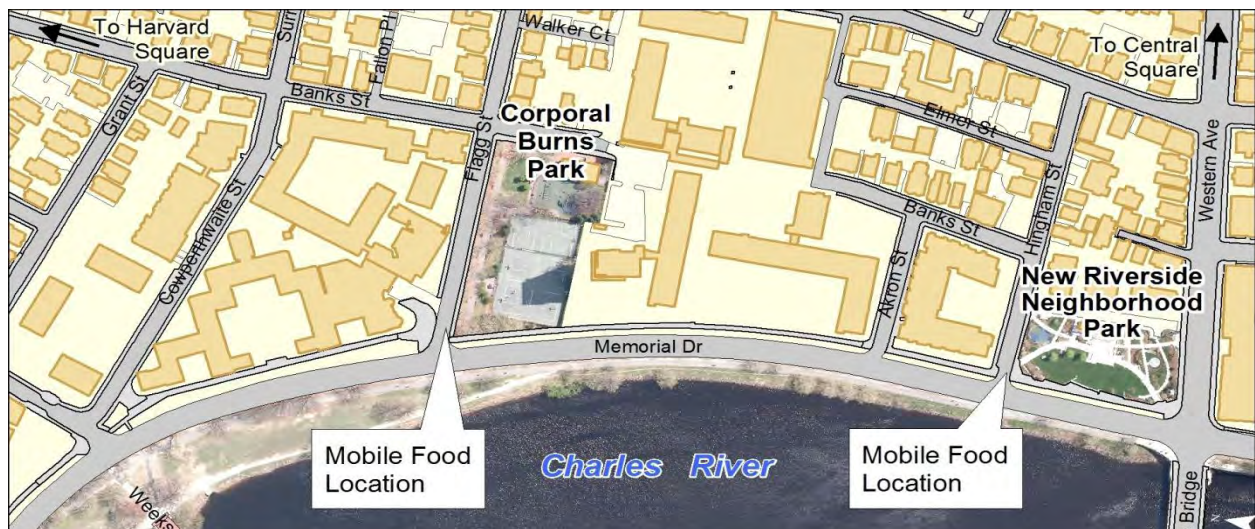 To Harvard
Square
Grant St
Surr
Fallon Pl
Banks St
Walker Ct
Flagg St
Cowperthwaite St
Corporal
Burns
Park
Elmer St
To Central
Square
Western Ave
Hingham St
Banks St
Akron St
New Riverside
Neighborhood
Park
Memorial Dr
Mobile Food
Location
Charles River
Mobile Food
Location
Weeks
Bridge